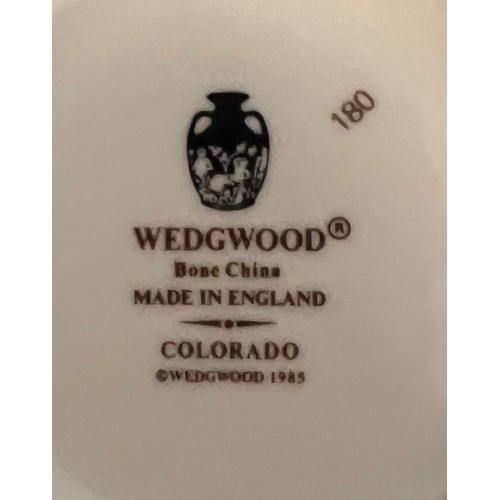 180
WEDGWOOD®
Bone China
MADE IN ENGLAND
COLORADO
©WEDGWOOD 1985